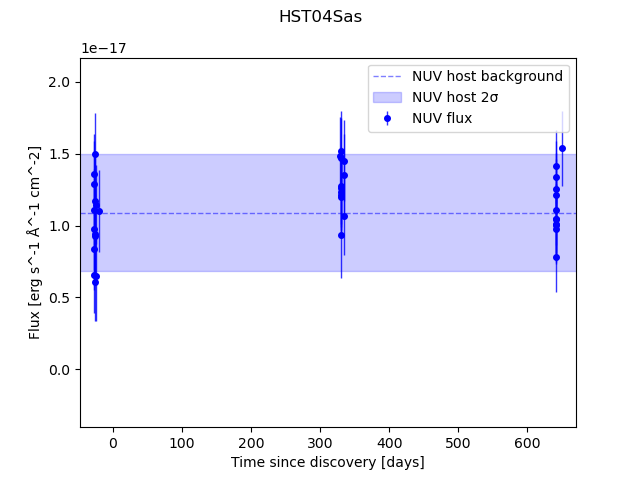 HST04Sas
1e−17
NUV host background
NUV host 2σ
NUV flux
2.0
1.5
1.0
0.5
0.0
Flux [erg s^-1 Å^-1 cm^-2]
0 100 200 300 400 500 600
Time since discovery [days]